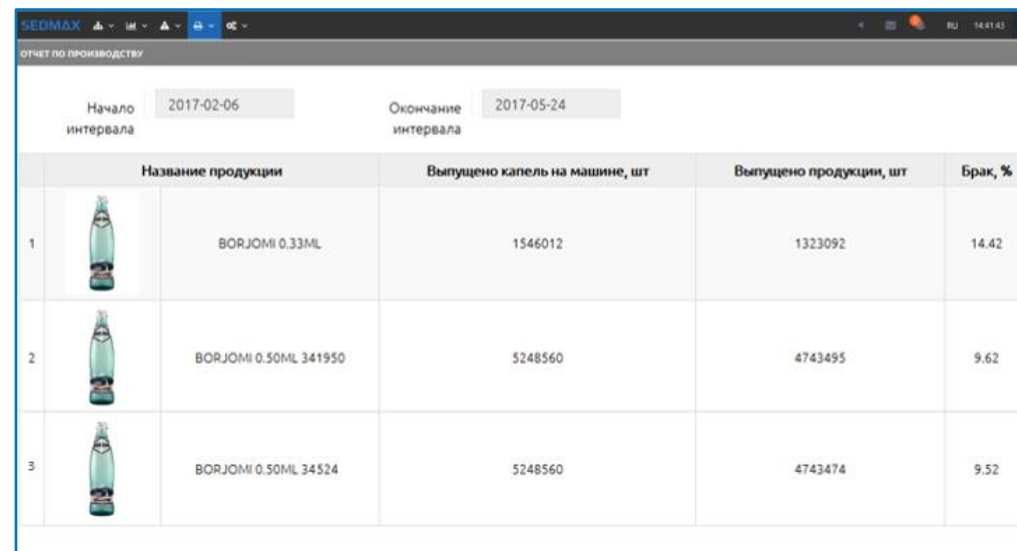 SEDMAX RU 14:41:43
ОТЧЕТ ПО ПРОИЗВОДСТВУ
Начало интервала 2017-02-06 Окончание интервала 2017-05-24
Название продукции Выпущено капель на машине, шт Выпущено продукции, шт Брак, %
1 BORJOMI 0.33ML 1546012 1323092 14.42
2 BORJOMI 0.50ML 341950 5248560 4743495 9.62
3 BORJOMI 0.50ML 34524 5248560 4743474 9.52